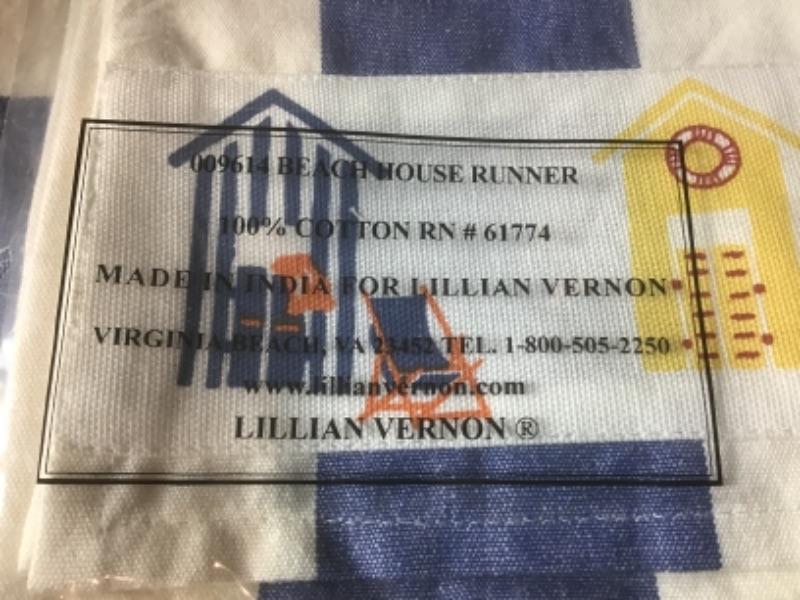 009614 BEACH HOUSE RUNNER
100% COTTON RN # 61774
MADE IN INDIA FOR LILLIAN VERNON
VIRGINIA BEACH, VA 23452 TEL. 1-800-505-2250
www.lillianvernon.com
LILLIAN VERNON ®